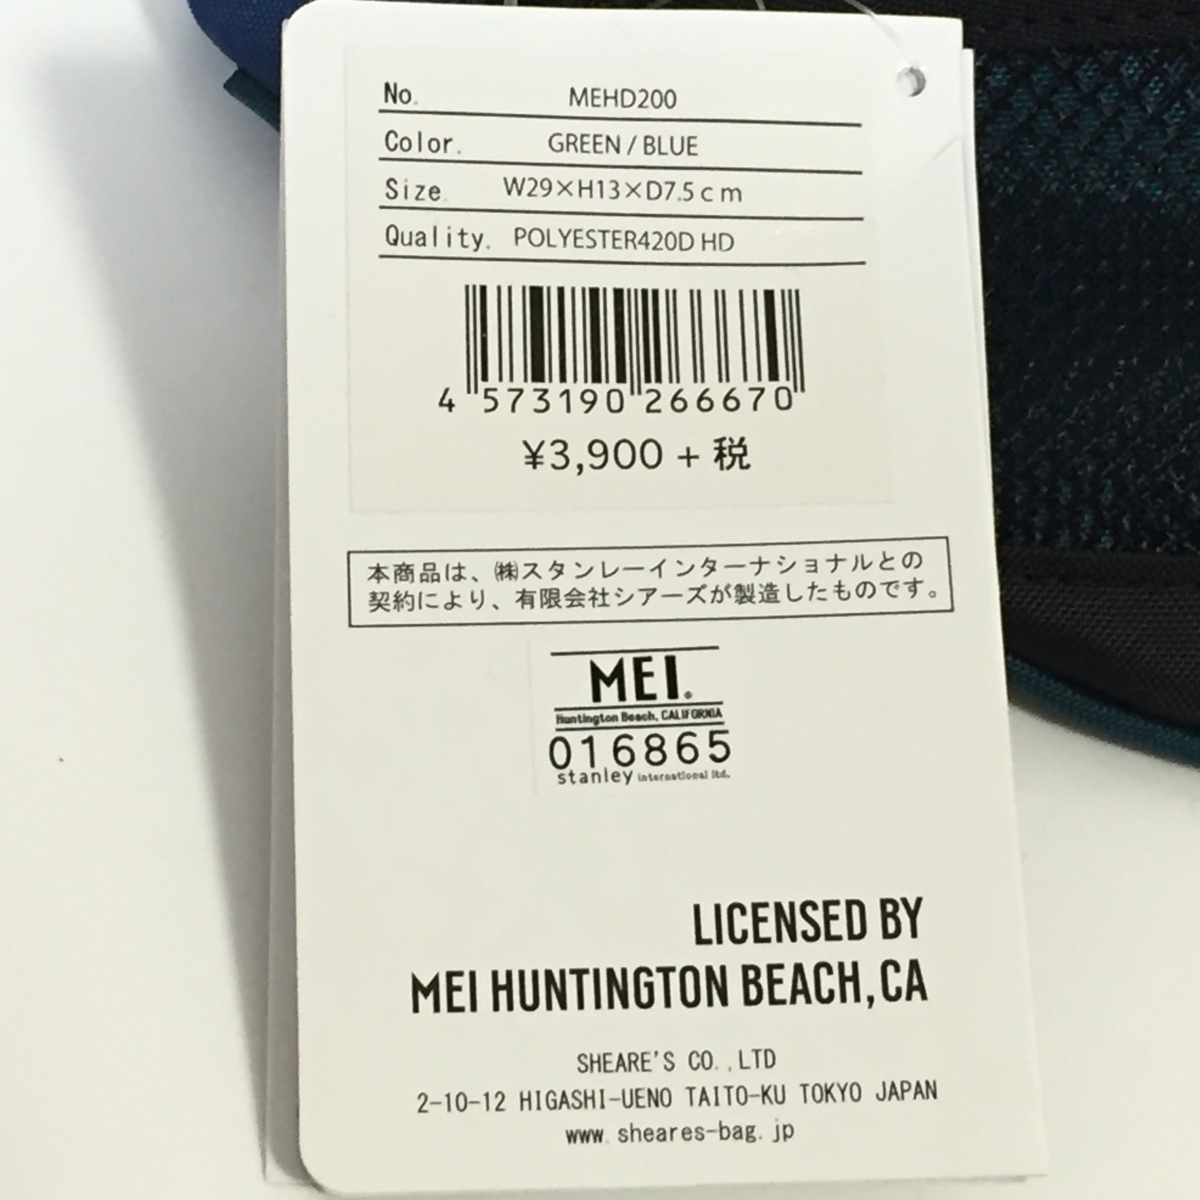 No. MEHD200
Color. GREEN / BLUE
Size. W29×H13×D7.5cm
Quality. POLYESTER420D HD
4 573190 266670
¥3,900 + 税
本商品は、㈱スタンレーインターナショナルとの
契約により、有限会社シアーズが製造したものです。
MEI®
Huntington Beach, CALIFORNIA
016865
stanley international ltd.
LICENSED BY
MEI HUNTINGTON BEACH, CA
SHEARE'S CO.,LTD
2-10-12 HIGASHI-UENO TAITO-KU TOKYO JAPAN
www.sheares-bag.jp